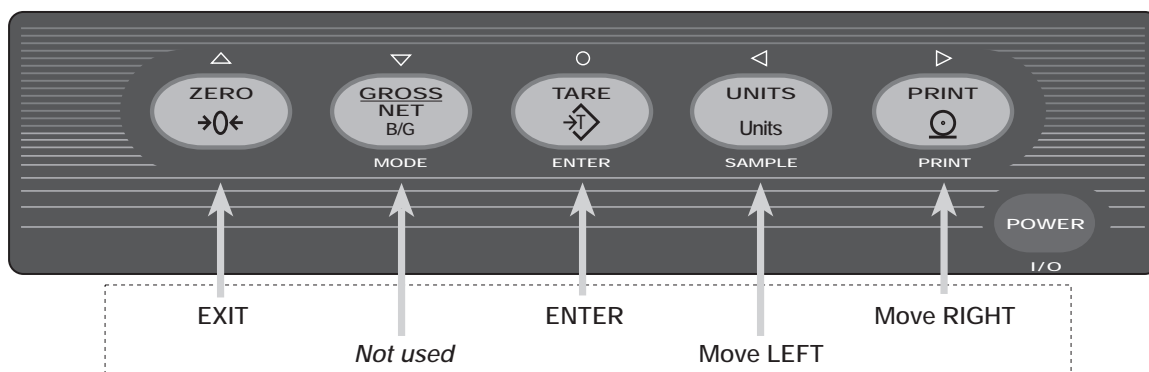 ZERO
→0←
GROSS
NET
B/G
MODE
TARE
T
ENTER
UNITS
Units
SAMPLE
PRINT
PRINT
POWER
I/O
EXIT
Not used
ENTER
Move LEFT
Move RIGHT